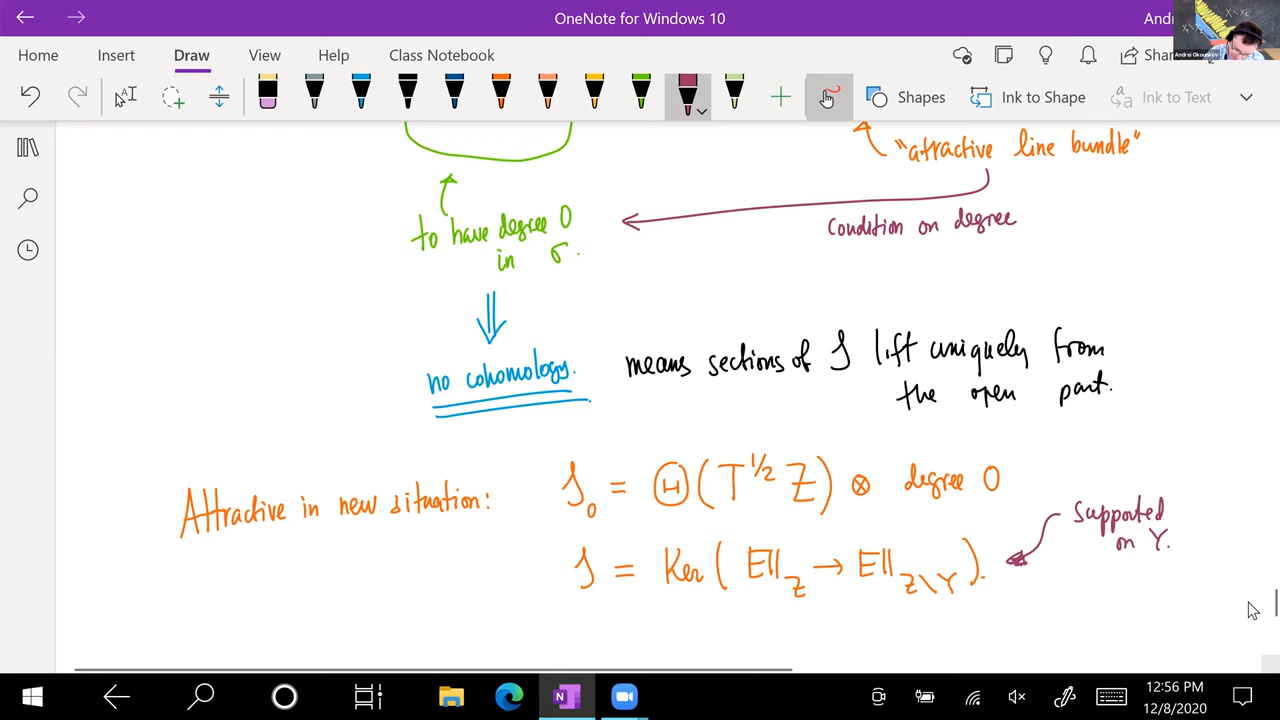 OneNote for Windows 10
Home Insert Draw View Help Class Notebook
Shapes Ink to Shape Ink to Text
Andrei Okounkov
"attractive line bundle"
to have degree 0
in σ.
condition on degree
no cohomology.
means sections of 𝒮 lift uniquely from
the open part.
Attractive in new situation:
𝒮₀ = Θ(T^{1/2} Z) ⊗ degree 0
𝒮 = Ker( Ell_Z → Ell_{Z\Y} ).
supported
on Y.
12:56 PM
12/8/2020